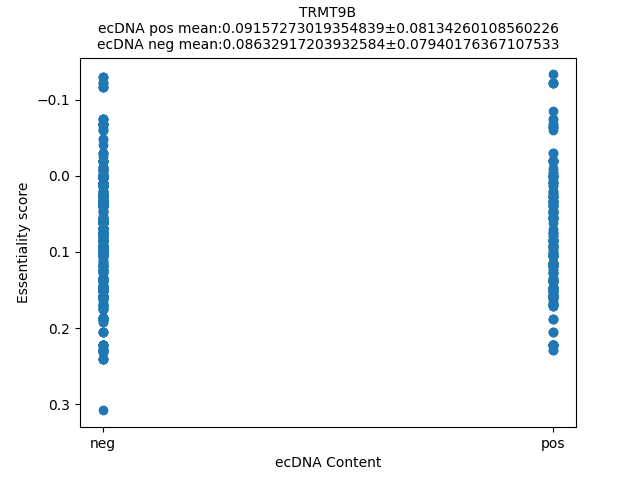 TRMT9B
ecDNA pos mean:0.09157273019354839±0.08134260108560226
ecDNA neg mean:0.08632917203932584±0.07940176367107533
−0.1
0.0
0.1
0.2
0.3
Essentiality score
neg
pos
ecDNA Content